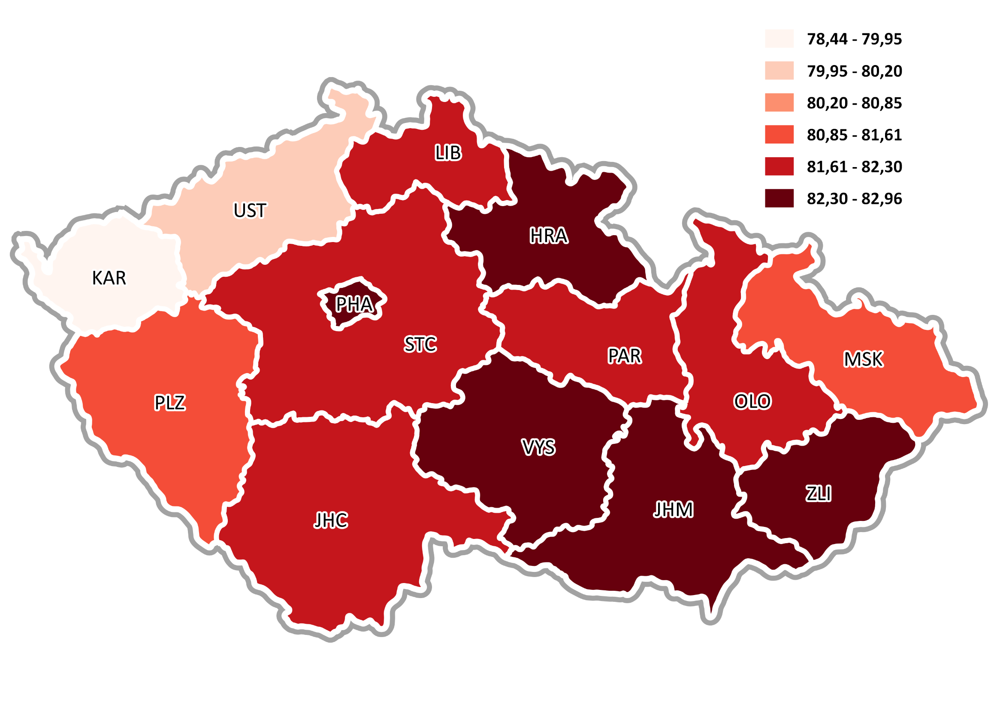 78,44 - 79,95
79,95 - 80,20
80,20 - 80,85
80,85 - 81,61
81,61 - 82,30
82,30 - 82,96
LIB
UST
HRA
KAR
PHA
STC
PAR
MSK
PLZ
OLO
VYS
ZLI
JHM
JHC